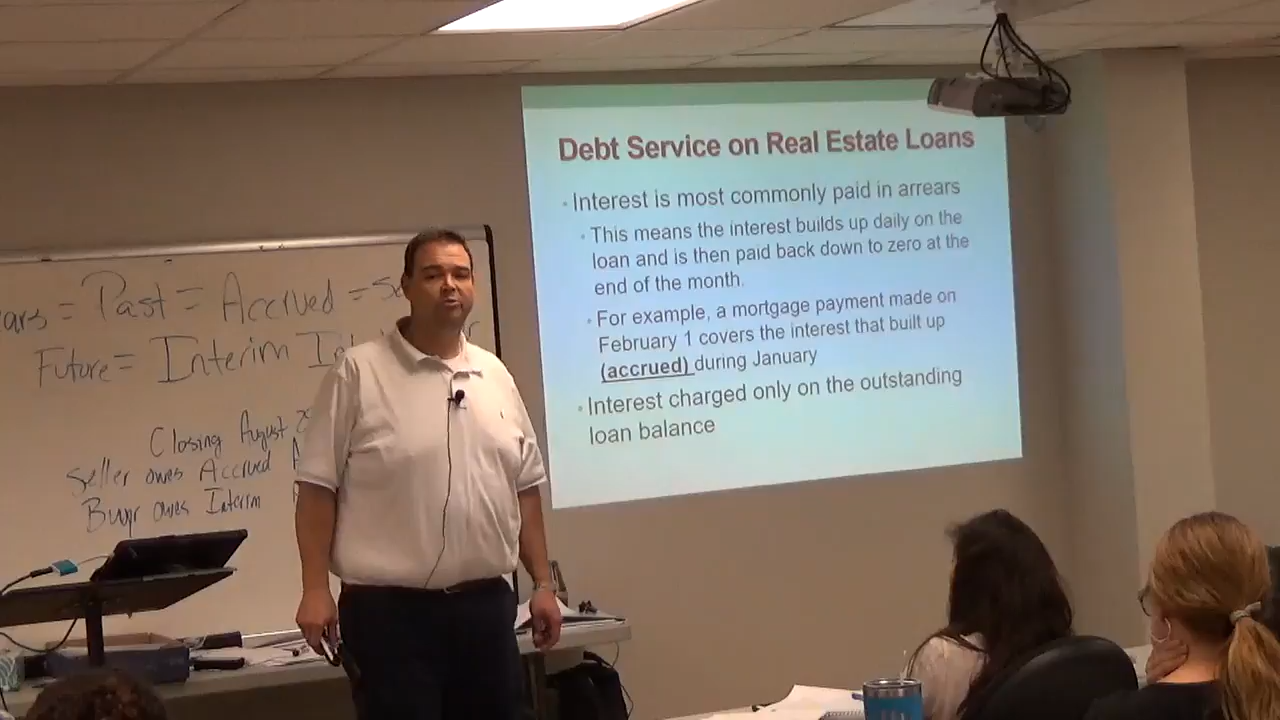 Debt Service on Real Estate Loans
Interest is most commonly paid in arrears
This means the interest builds up daily on the
loan and is then paid back down to zero at the
end of the month.
For example, a mortgage payment made on
February 1 covers the interest that built up
(accrued) during January
Interest charged only on the outstanding
loan balance
= Past = Accrued =
Future = Interim
Closing August
Seller owes Accrued
Buyr owes Interim